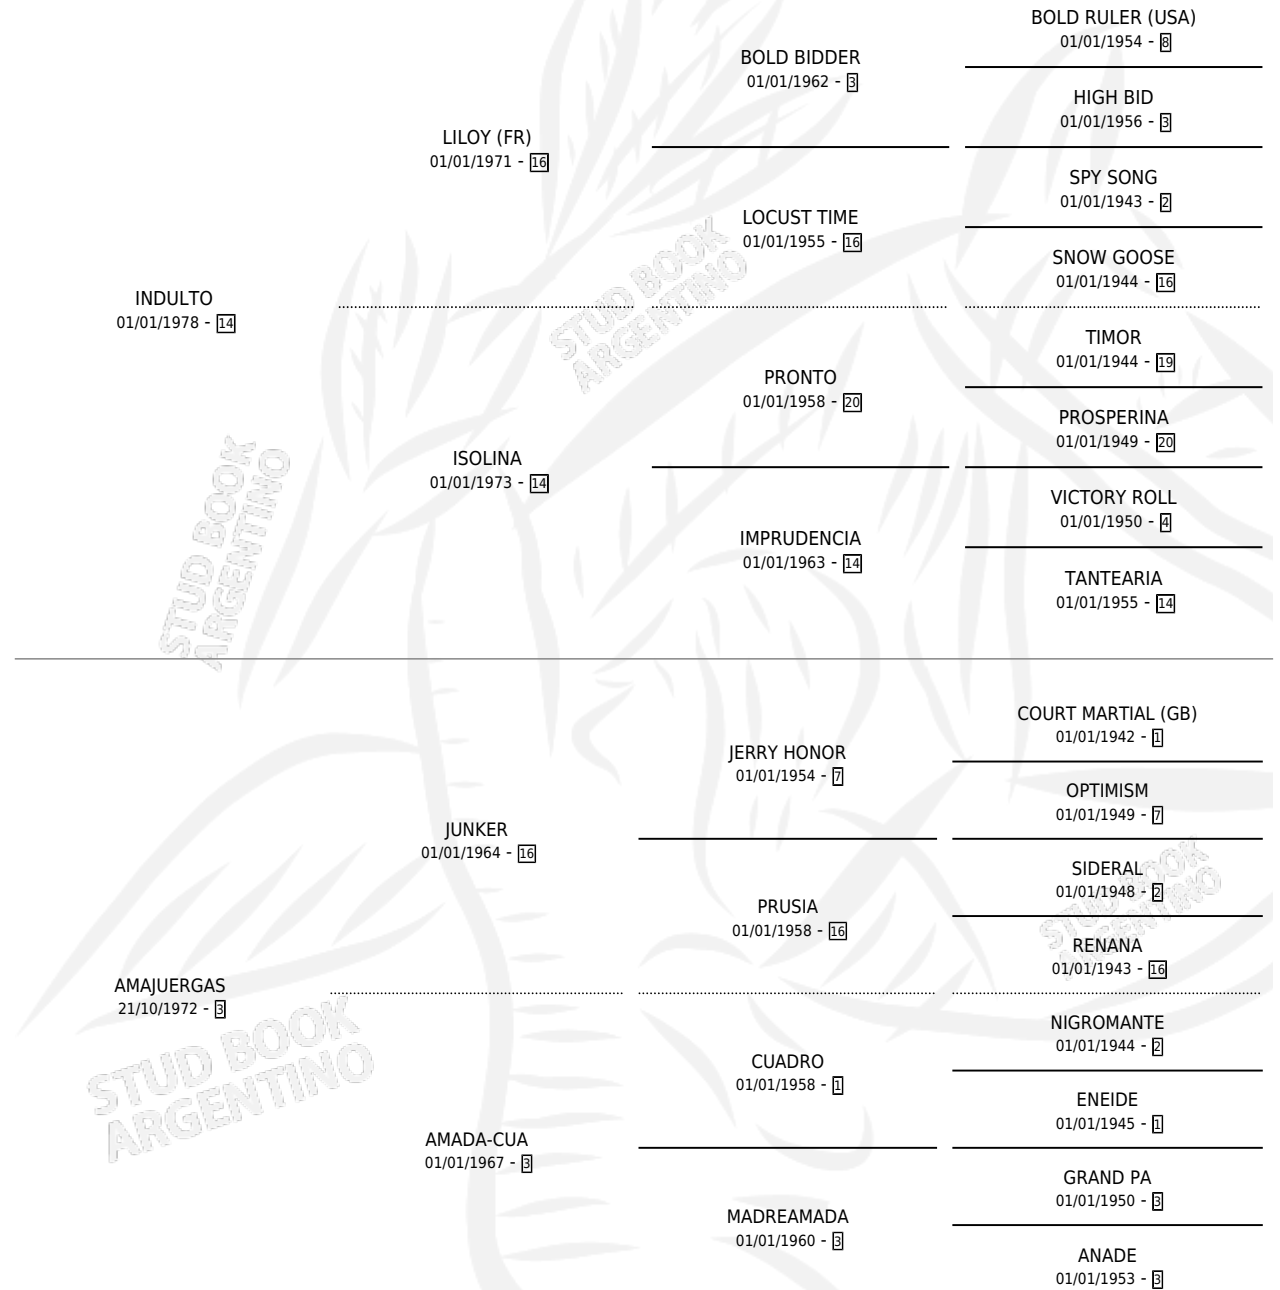 BOLD RULER (USA)
01/01/1954 - 8
BOLD BIDDER
01/01/1962 - 3
HIGH BID
01/01/1956 - 3
LILOY (FR)
01/01/1971 - 16
SPY SONG
01/01/1943 - 2
LOCUST TIME
01/01/1955 - 16
SNOW GOOSE
01/01/1944 - 16
INDULTO
01/01/1978 - 14
STUD BOOK
ARGENTINO
TIMOR
01/01/1944 - 19
PRONTO
01/01/1958 - 20
PROSPERINA
01/01/1949 - 20
ISOLINA
01/01/1973 - 14
VICTORY ROLL
01/01/1950 - 4
IMPRUDENCIA
01/01/1963 - 14
TANTEARIA
01/01/1955 - 14
STUD BOOK
ARGENTINO
COURT MARTIAL (GB)
01/01/1942 - 1
JERRY HONOR
01/01/1954 - 7
OPTIMISM
01/01/1949 - 7
JUNKER
01/01/1964 - 16
SIDERAL
01/01/1948 - 2
PRUSIA
01/01/1958 - 16
STUD BOOK
ARGENTINO
RENANA
01/01/1943 - 16
AMAJUERGAS
21/10/1972 - 3
NIGROMANTE
01/01/1944 - 2
CUADRO
01/01/1958 - 1
STUD BOOK
ARGENTINO
ENEIDE
01/01/1945 - 1
AMADA-CUA
01/01/1967 - 3
GRAND PA
01/01/1950 - 3
MADREAMADA
01/01/1960 - 3
ANADE
01/01/1953 - 3